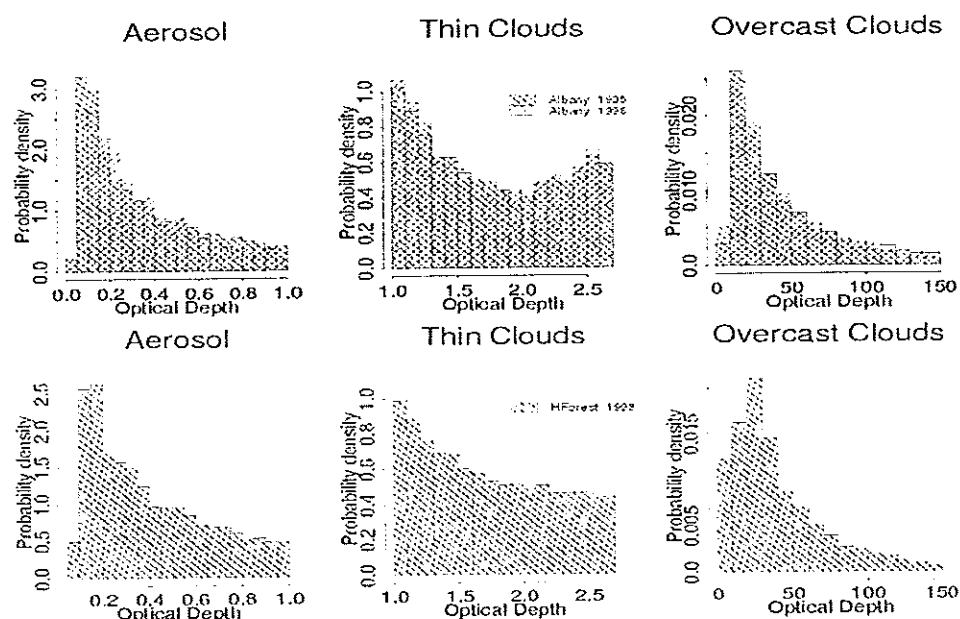 Aerosol
Thin Clouds
Overcast Clouds
Probability density
0.0 1.0 2.0 3.0
0.0 0.2 0.4 0.6 0.8 1.0
Optical Depth
Probability density
0.0 0.2 0.4 0.6 0.8 1.0
Albany
Albany
1.0 1.5 2.0 2.5
Optical Depth
Probability density
0.0 0.010 0.020
0 50 100 150
Optical Depth
Aerosol
Thin Clouds
Overcast Clouds
Probability density
0.0 0.5 1.0 1.5 2.0 2.5
0.2 0.4 0.6 0.8 1.0
Optical Depth
Probability density
0.0 0.2 0.4 0.6 0.8 1.0
HForest
1.0 1.5 2.0 2.5
Optical Depth
Probability density
0.0 0.005 0.015
0 50 100 150
Optical Depth